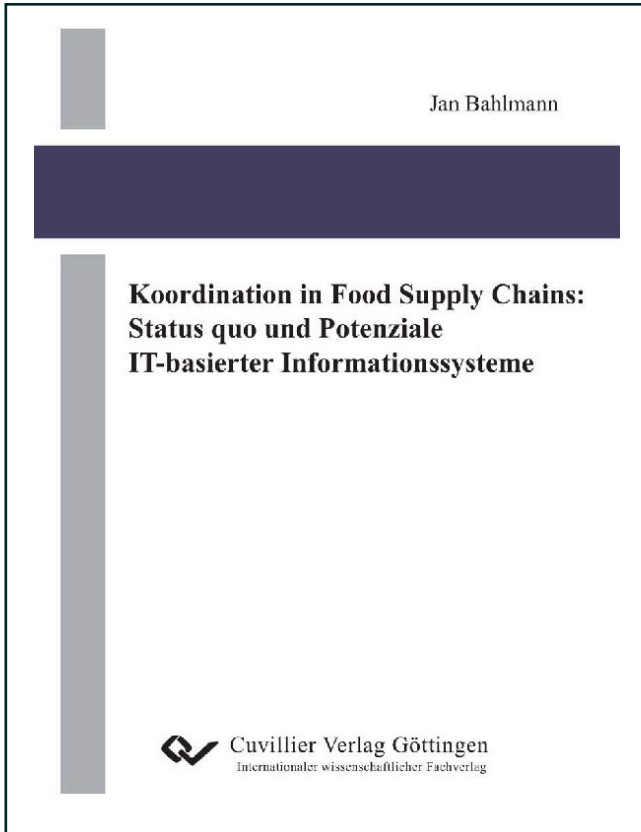 Jan Bahlmann
Koordination in Food Supply Chains:
Status quo und Potenziale
IT-basierter Informationssysteme
Cuvillier Verlag Göttingen
Internationaler wissenschaftlicher Fachverlag